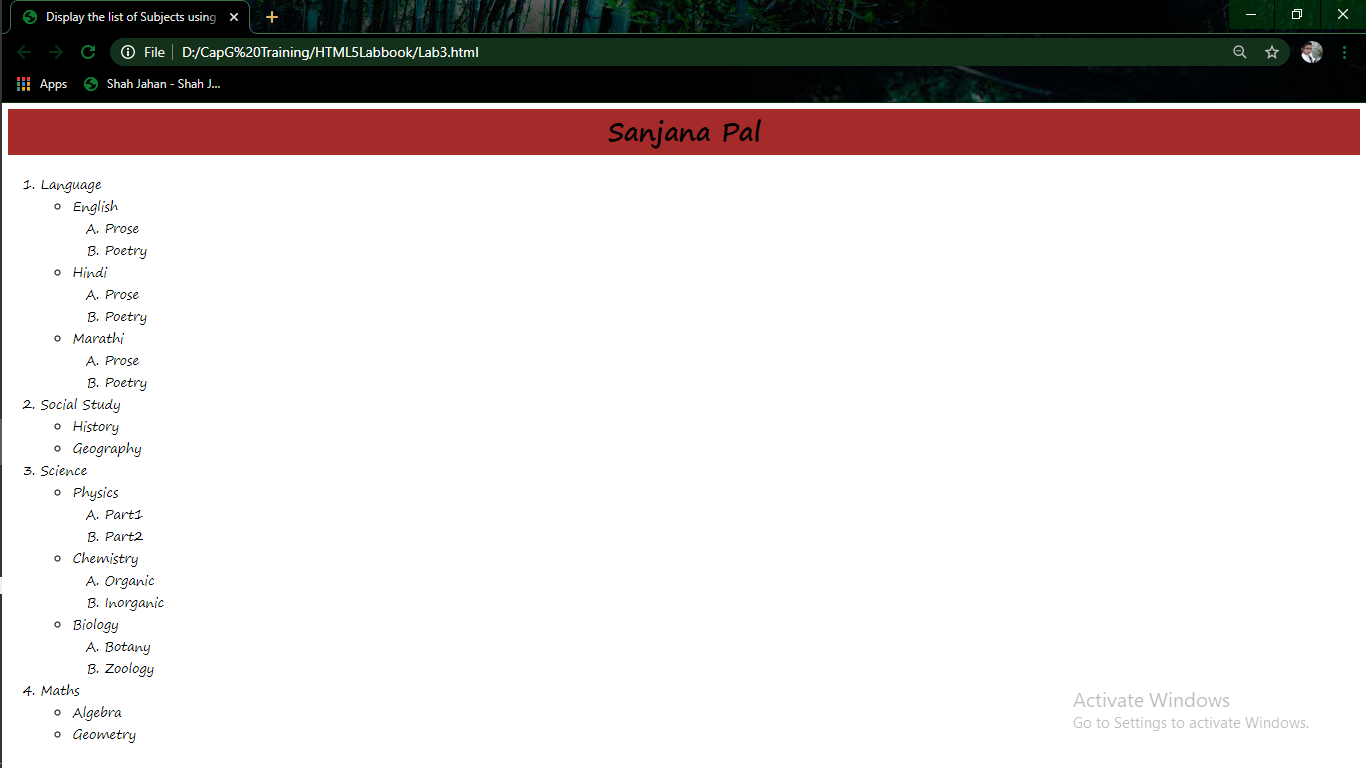 Display the list of Subjects using
File D:/CapG%20Training/HTML5Labbook/Lab3.html
Apps Shah Jahan - Shah J...
Sanjana Pal
1. Language
English
A. Prose
B. Poetry
Hindi
A. Prose
B. Poetry
Marathi
A. Prose
B. Poetry
2. Social Study
History
Geography
3. Science
Physics
A. Part1
B. Part2
Chemistry
A. Organic
B. Inorganic
Biology
A. Botany
B. Zoology
4. Maths
Algebra
Geometry
Activate Windows
Go to Settings to activate Windows.